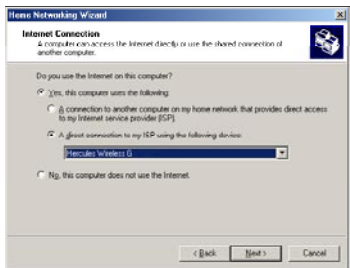 Home Networking Wizard
Internet Connection
A computer can access the Internet directly or use the shared connection of
another computer.
Do you use the Internet on this computer?
Yes, this computer uses the following:
A connection to another computer on my home network that provides direct access
to my Internet service provider (ISP).
A direct connection to my ISP using the following device:
Hercules Wireless G
No, this computer does not use the Internet.
< Back
Next >
Cancel